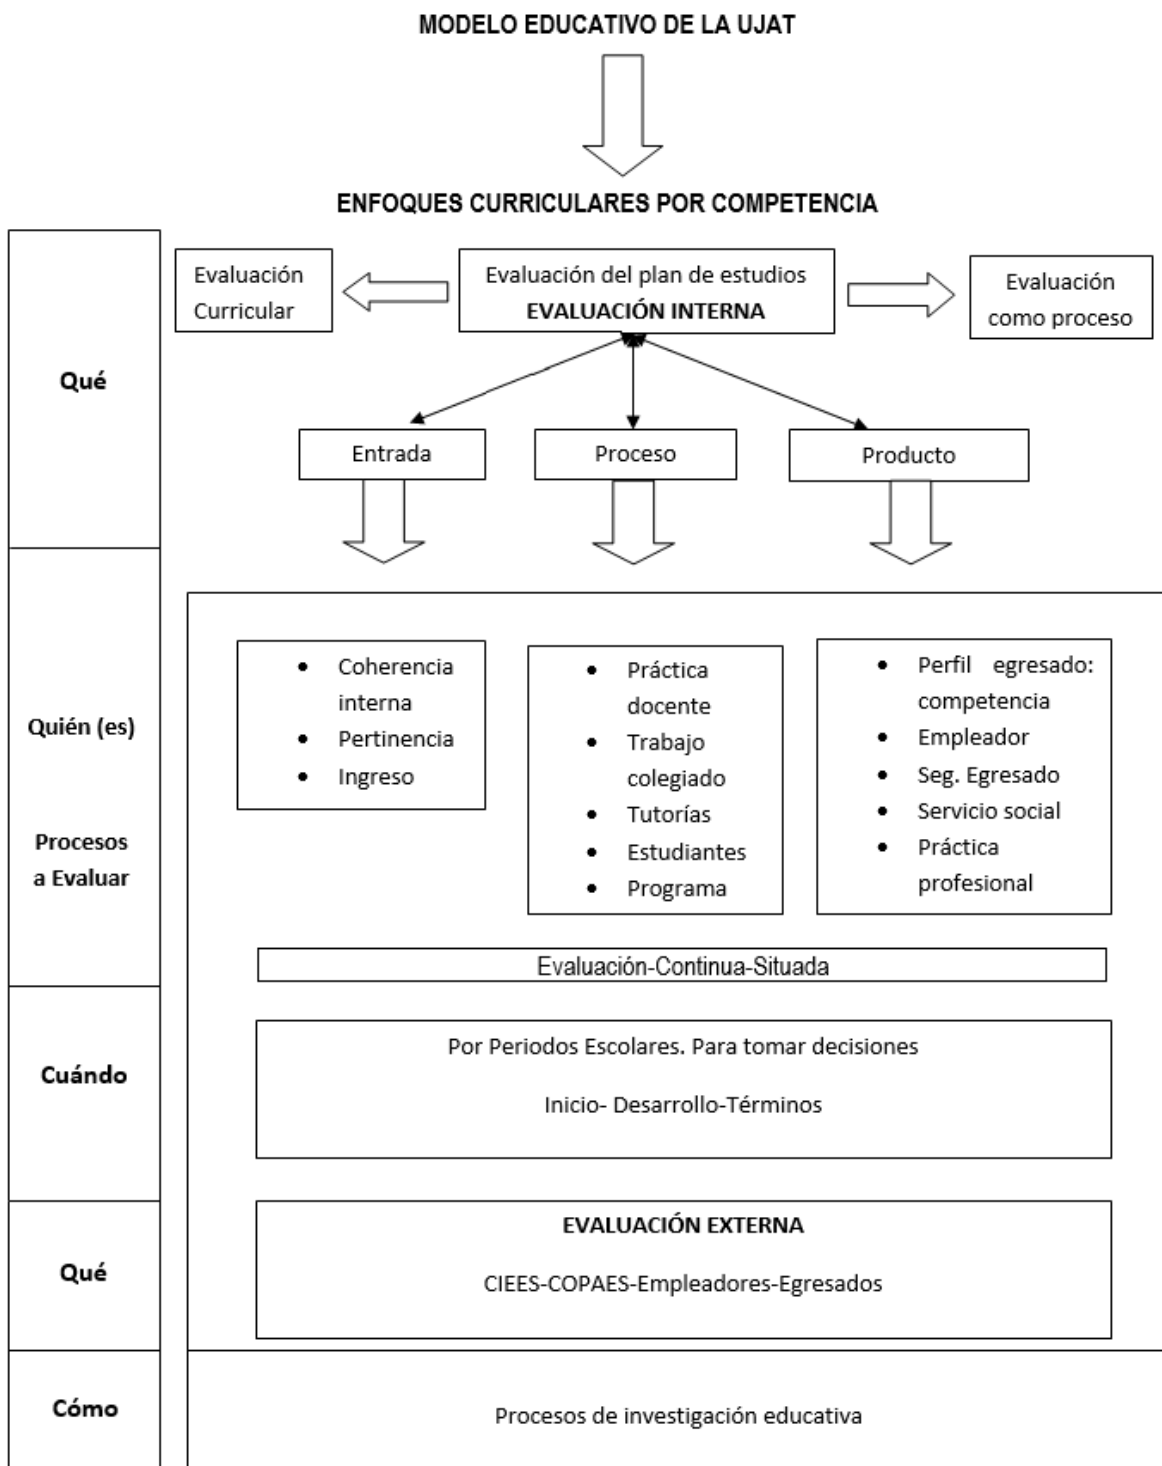 MODELO EDUCATIVO DE LA UJAT
ENFOQUES CURRICULARES POR COMPETENCIA
Qué
Evaluación
Curricular
Evaluación del plan de estudios
EVALUACIÓN INTERNA
Evaluación
como proceso
Entrada
Proceso
Producto
Quién (es)
Procesos
a Evaluar
• Coherencia
interna
• Pertinencia
• Ingreso
• Práctica
docente
• Trabajo
colegiado
• Tutorías
• Estudiantes
• Programa
• Perfil egresado:
competencia
• Empleador
• Seg. Egresado
• Servicio social
• Práctica
profesional
Evaluación-Continua-Situada
Cuándo
Por Periodos Escolares. Para tomar decisiones
Inicio- Desarrollo-Términos
Qué
EVALUACIÓN EXTERNA
CIEES-COPAES-Empleadores-Egresados
Cómo
Procesos de investigación educativa